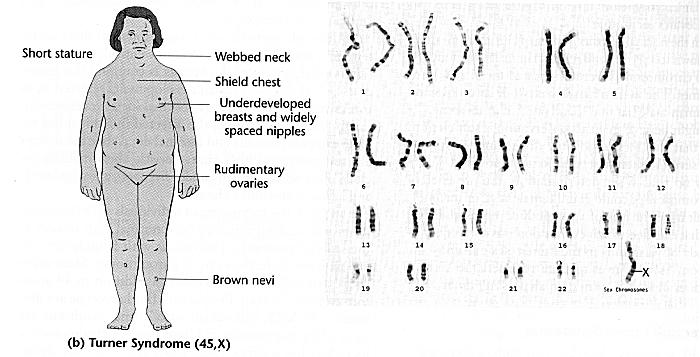 Short stature
Webbed neck
Shield chest
Underdeveloped
breasts and widely
spaced nipples
Rudimentary
ovaries
Brown nevi
(b) Turner Syndrome (45,X)
1 2 3 4 5
6 7 8 9 10 11 12
13 14 15 16 17 18
19 20 21 22 X
Sex Chromosomes